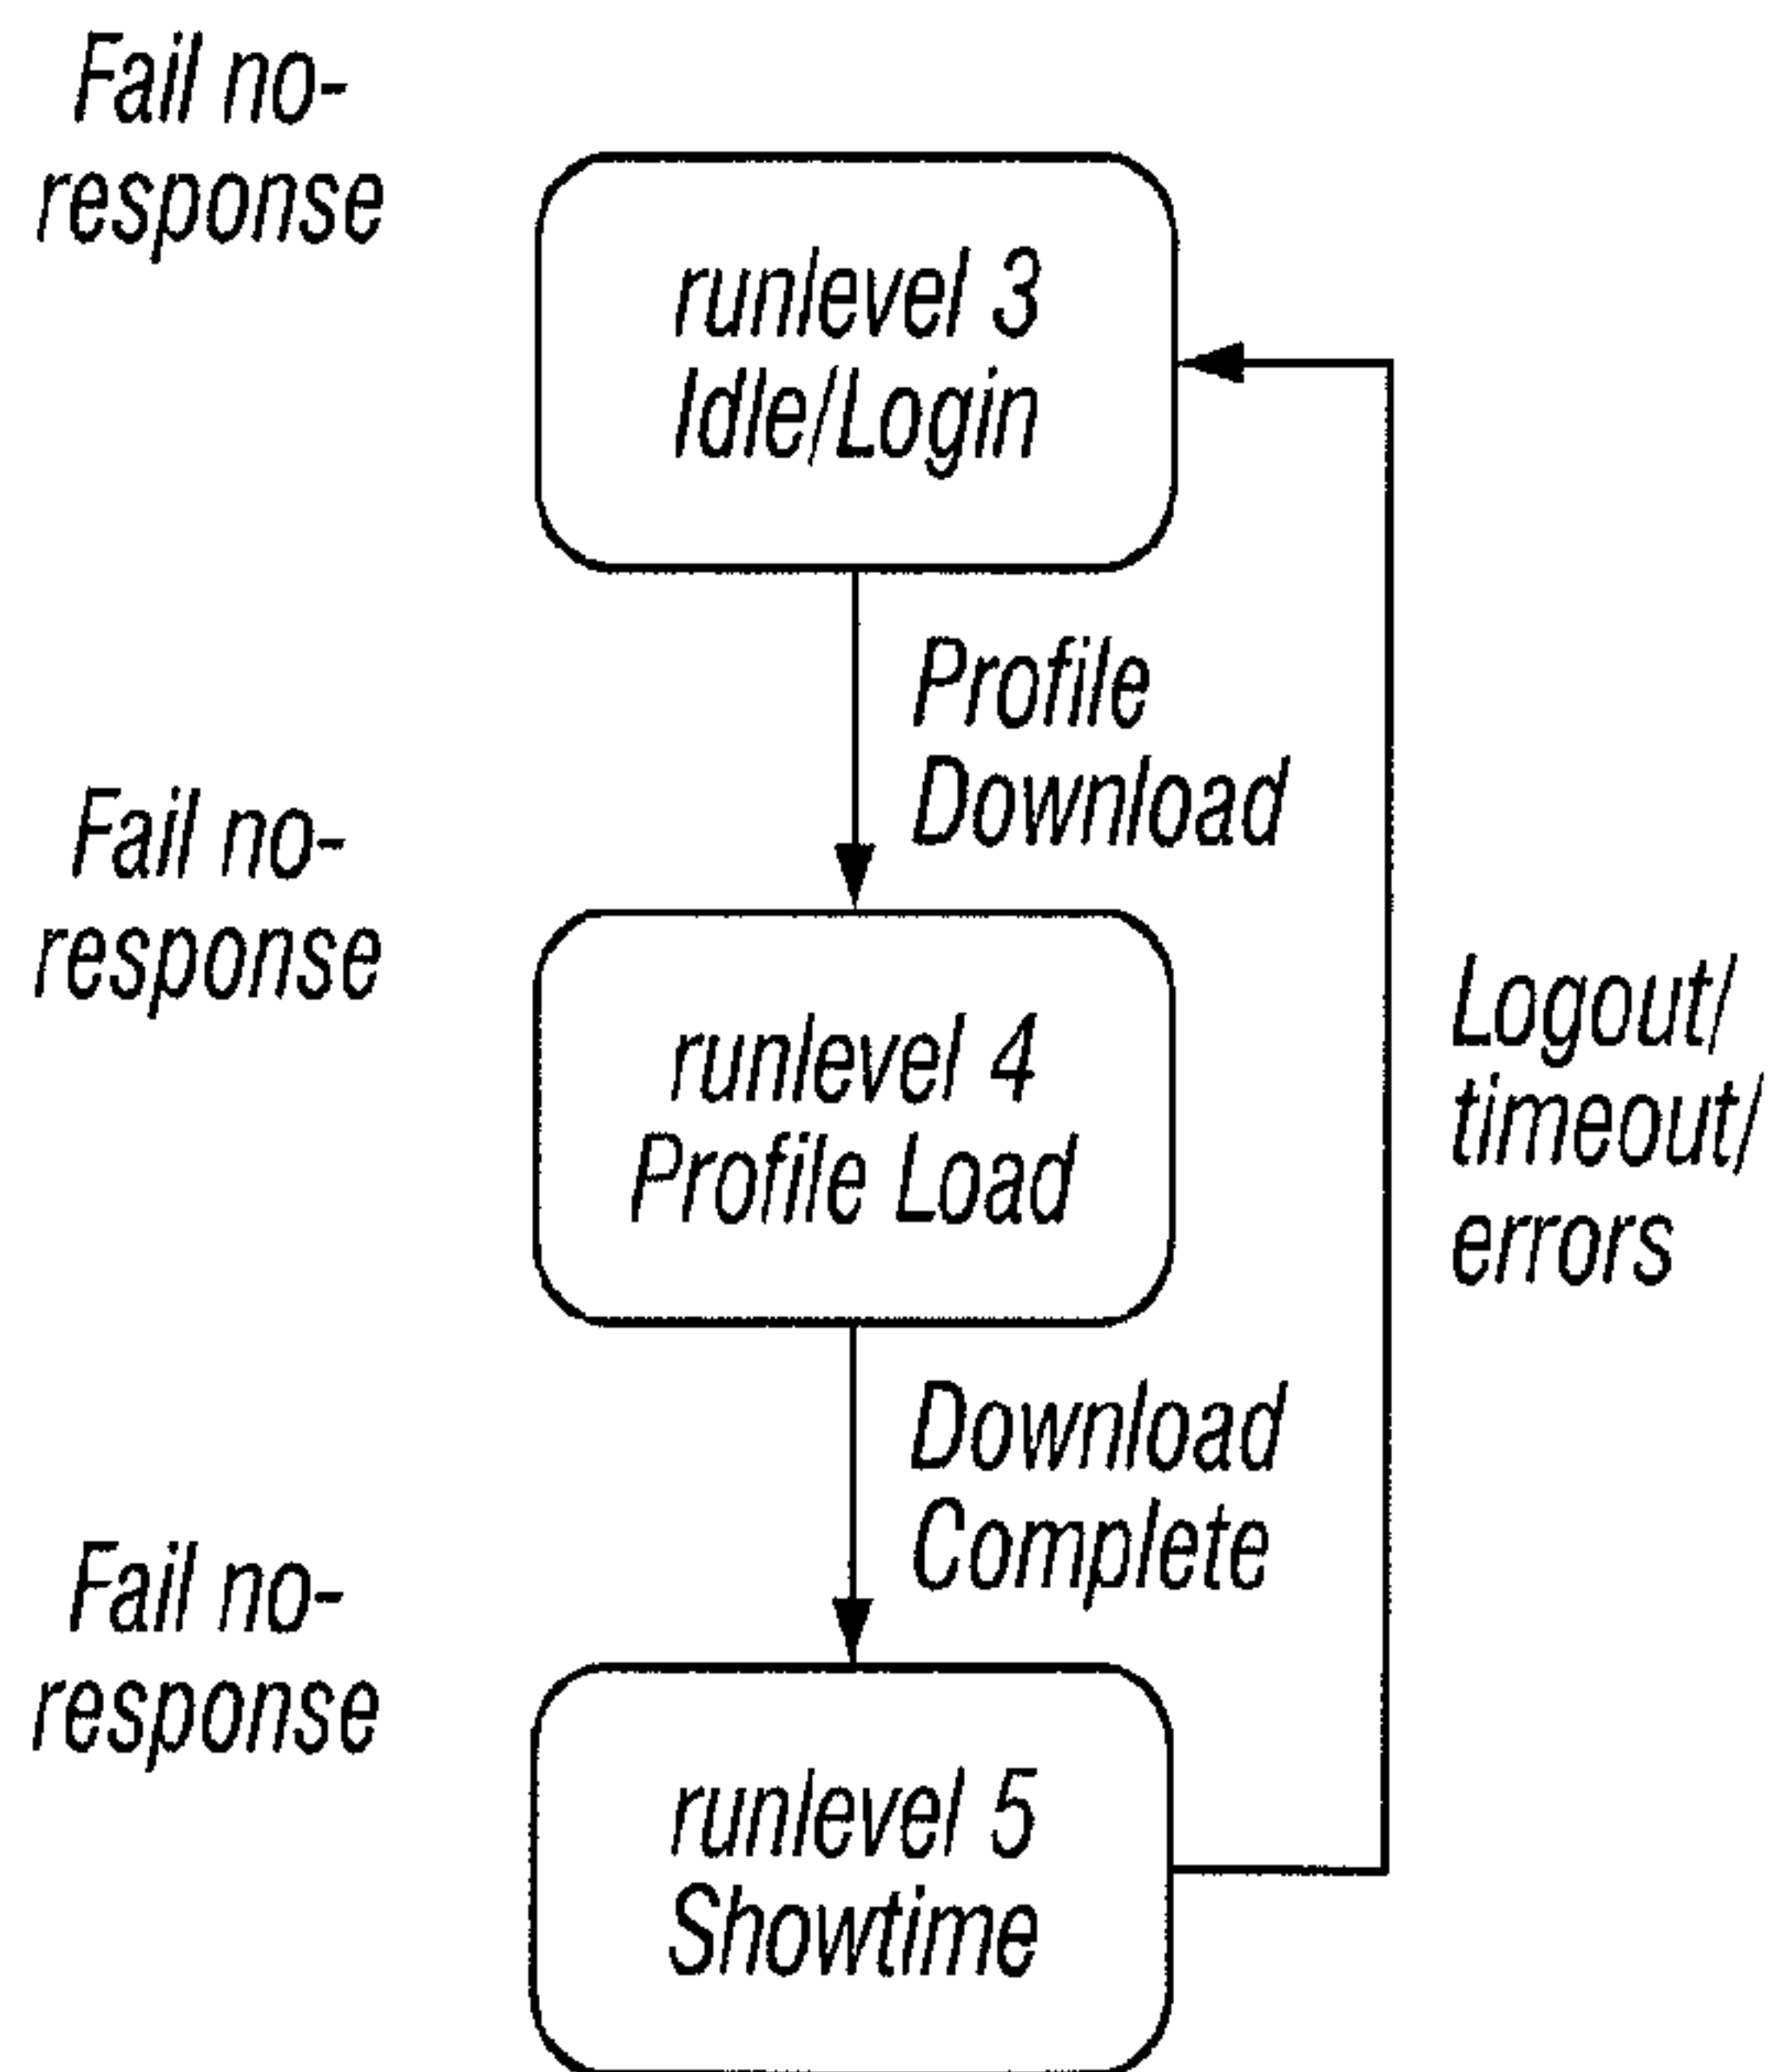 Fail no-
response
runlevel 3
Idle/Login
Profile
Download
Fail no-
response
runlevel 4
Profile Load
Logout/
timeout/
errors
Download
Complete
Fail no-
response
runlevel 5
Showtime